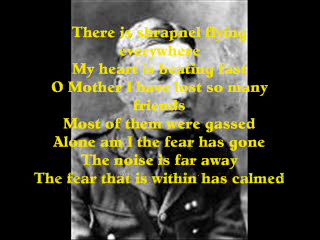 There is shrapnel flying
everywhere
My heart is beating fast
O Mother I have lost so many
friends
Most of them were gassed
Alone am I the fear has gone
The noise is far away
The fear that is within has calmed